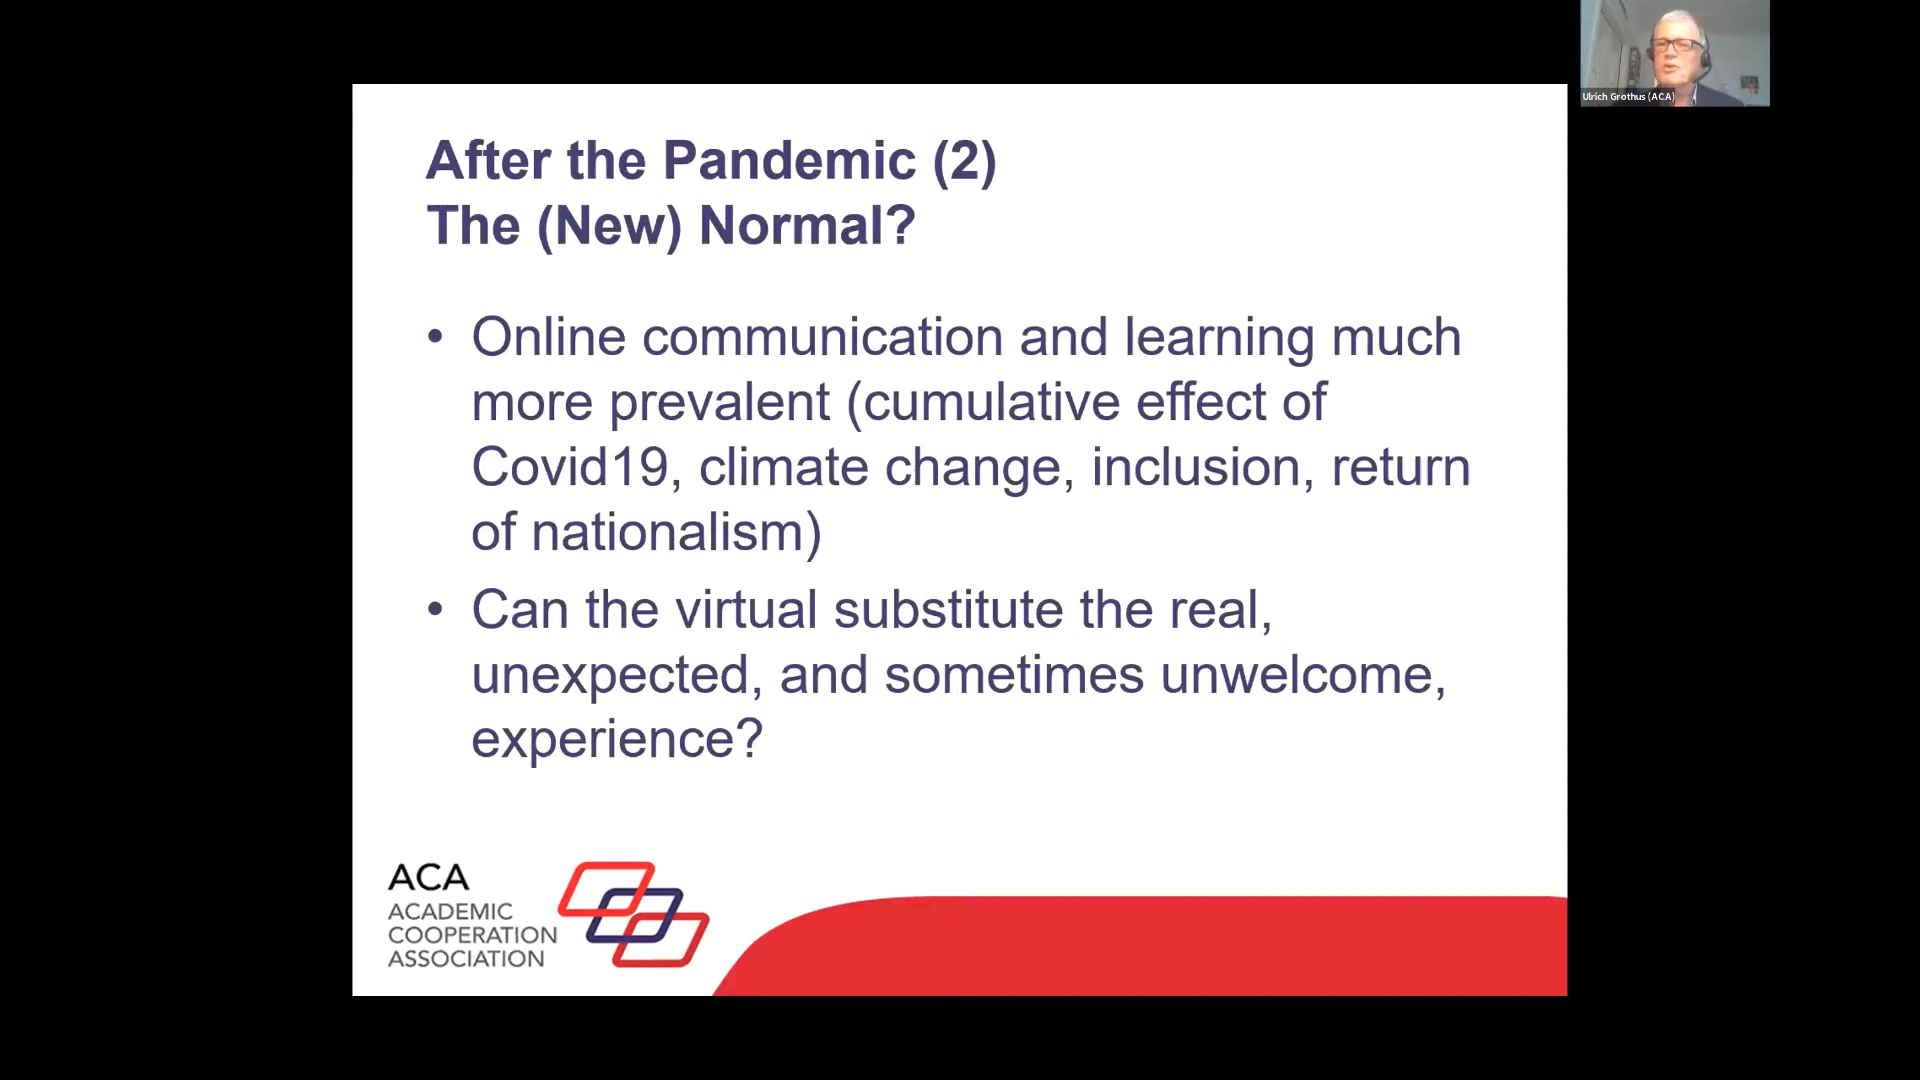 Ulrich Grothus (ACA)
After the Pandemic (2)
The (New) Normal?
• Online communication and learning much
more prevalent (cumulative effect of
Covid19, climate change, inclusion, return
of nationalism)
• Can the virtual substitute the real,
unexpected, and sometimes unwelcome,
experience?
ACA
ACADEMIC
COOPERATION
ASSOCIATION